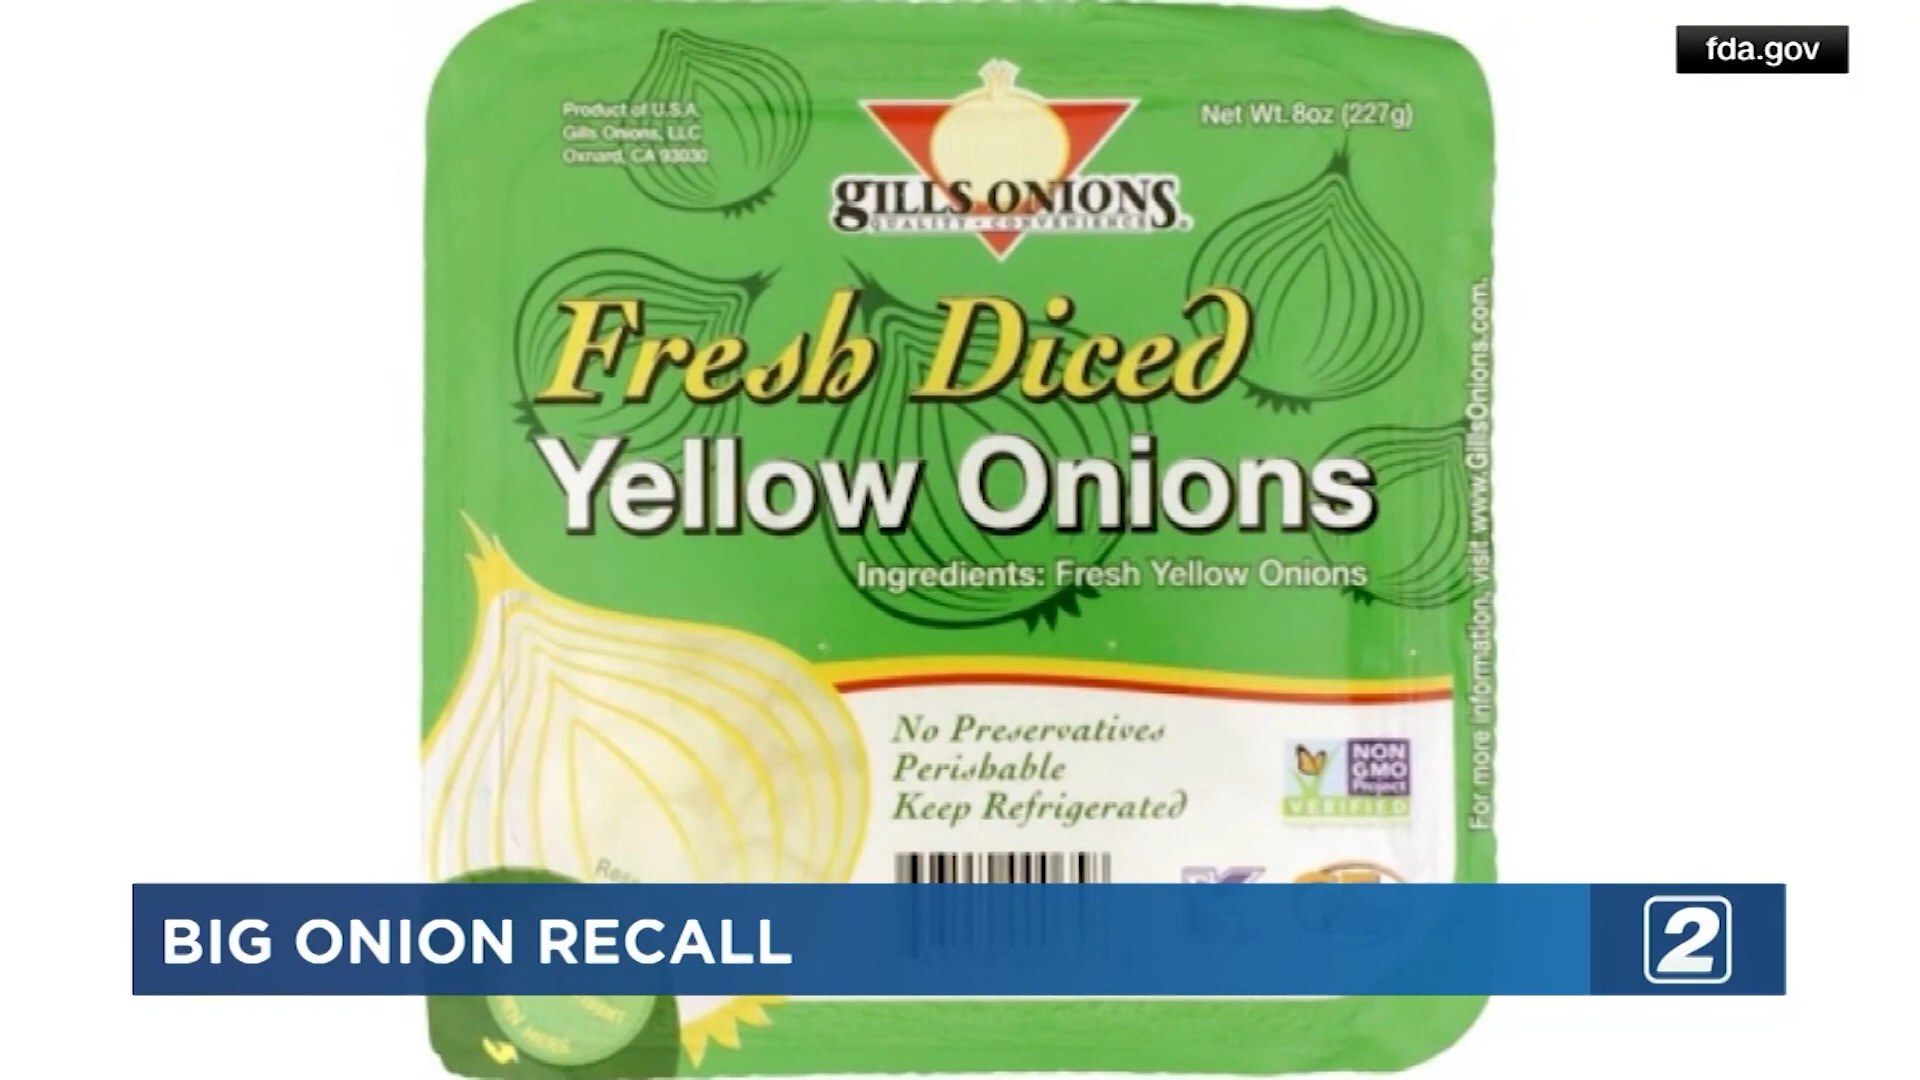 fda.gov
Product of U.S.A.
Gills Onions, LLC
Oxnard, CA 93030
Net Wt. 8oz (227g)
GILLS ONIONS
QUALITY - CONVENIENCE
Fresh Diced
Yellow Onions
Ingredients: Fresh Yellow Onions
For more information, visit www.GillsOnions.com.
No Preservatives
Perishable
Keep Refrigerated
NON
GMO
Project
VERIFIED
BIG ONION RECALL
2